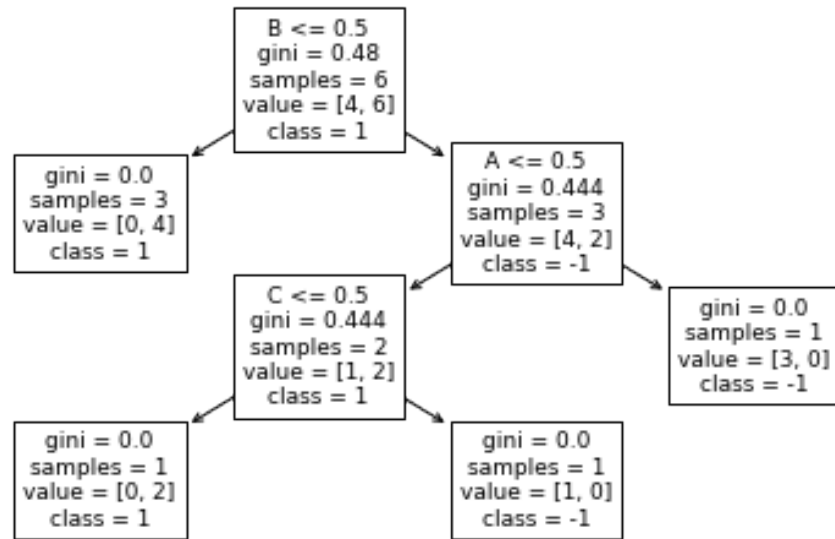 B <= 0.5
gini = 0.48
samples = 6
value = [4, 6]
class = 1
gini = 0.0
samples = 3
value = [0, 4]
class = 1
A <= 0.5
gini = 0.444
samples = 3
value = [4, 2]
class = -1
C <= 0.5
gini = 0.444
samples = 2
value = [1, 2]
class = 1
gini = 0.0
samples = 1
value = [3, 0]
class = -1
gini = 0.0
samples = 1
value = [0, 2]
class = 1
gini = 0.0
samples = 1
value = [1, 0]
class = -1